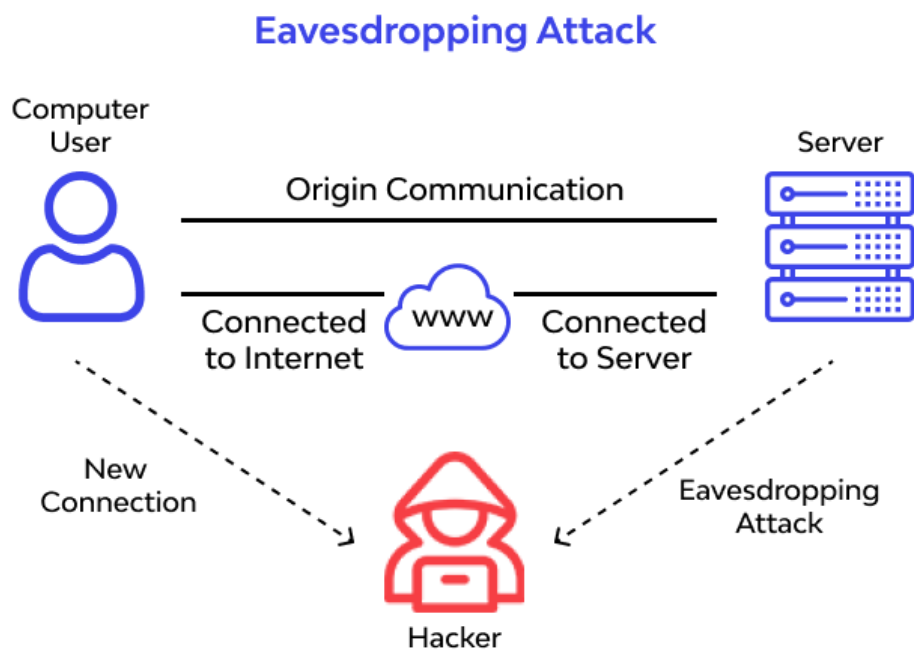 Eavesdropping Attack
Computer
User
Server
Origin Communication
www
Connected
to Internet
Connected
to Server
New
Connection
Eavesdropping
Attack
Hacker